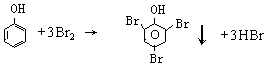 OH
+3Br₂ →
OH
Br Br
Br
↓ +3HBr